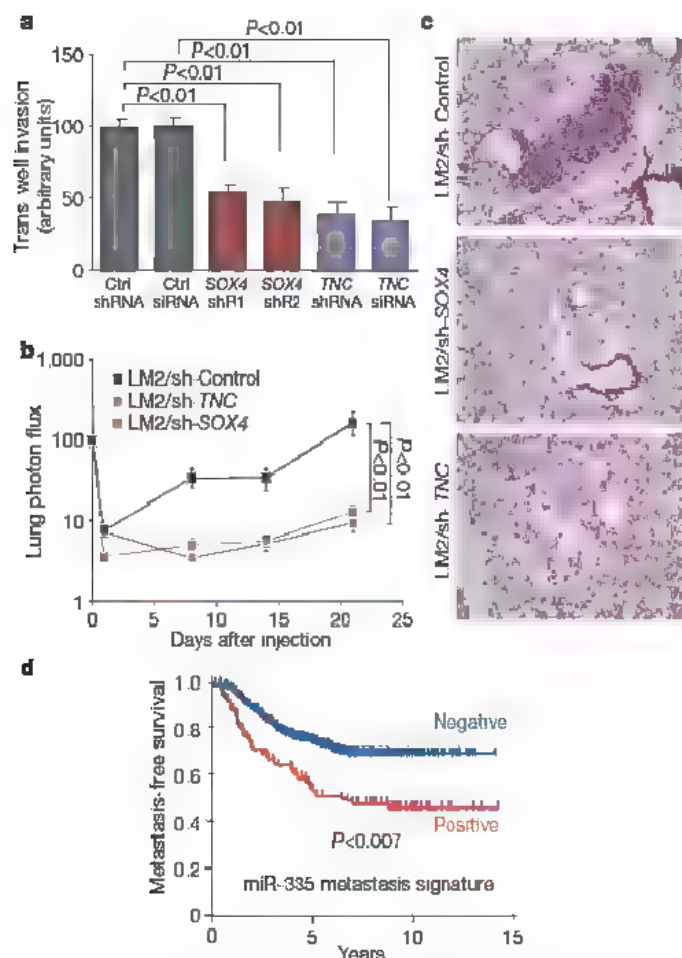 a
P<0.01
P<0.01
P<0.01
P<0.01
Trans well invasion
(arbitrary units)
150
100
50
0
Ctrl
shRNA
Ctrl
siRNA
SOX4
shR1
SOX4
shR2
TNC
shRNA
TNC
siRNA
b
Lung photon flux
1,000
100
10
1
LM2/sh-Control
LM2/sh-TNC
LM2/sh-SOX4
P<0.01
P<0.01
0 5 10 15 20 25
Days after injection
c
LM2/sh-Control
LM2/sh-SOX4
LM2/sh-TNC
d
Metastasis-free survival
1.0
0.8
0.6
0.4
0.2
0
Negative
Positive
P<0.007
miR-335 metastasis signature
0 5 10 15
Years